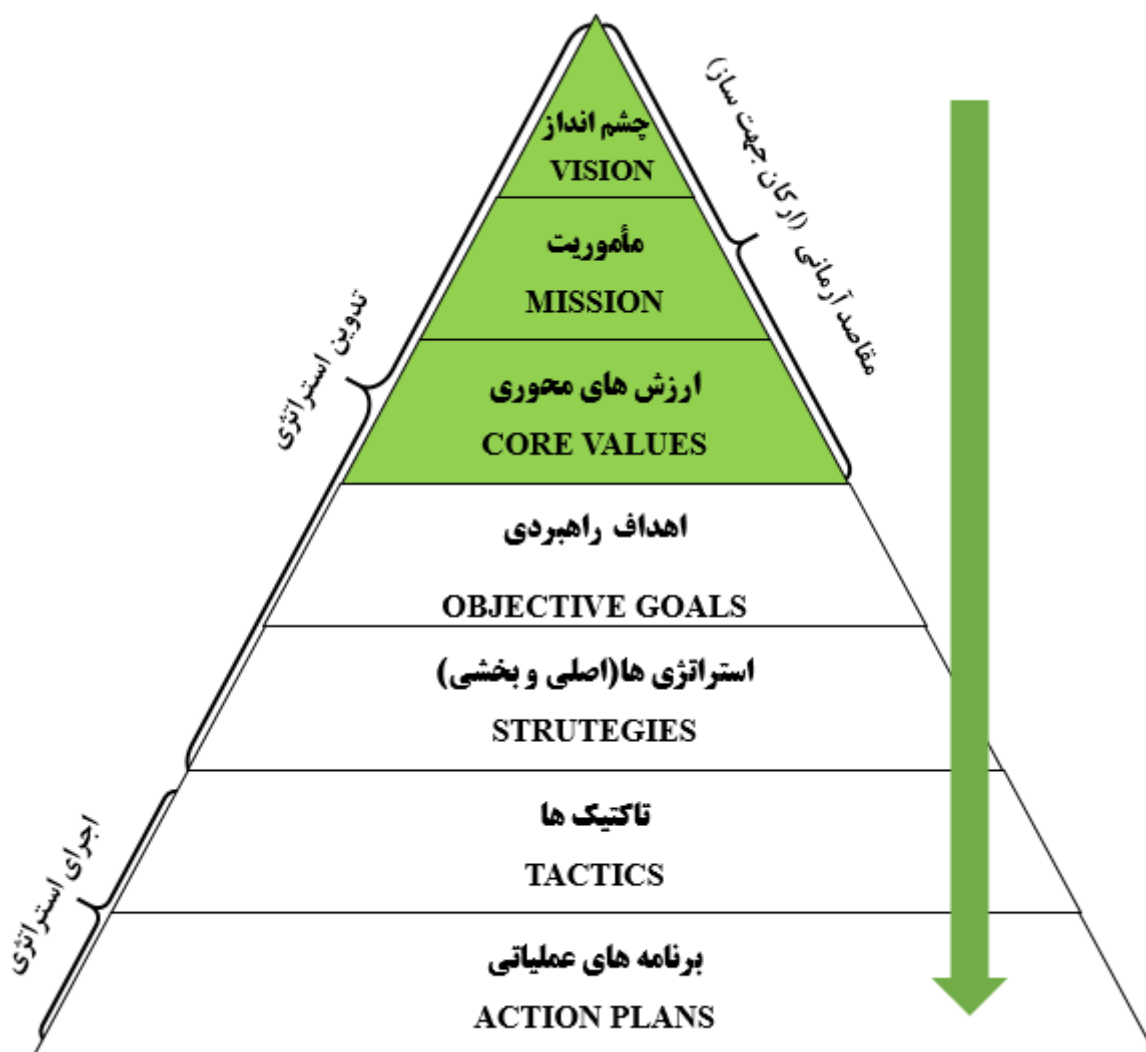 چشم انداز
VISION
مأموریت
MISSION
ارزش های محوری
CORE VALUES
اهداف راهبردی
OBJECTIVE GOALS
استراتژی ها(اصلی و بخشی)
STRUTEGIES
تاکتیک ها
TACTICS
برنامه های عملیاتی
ACTION PLANS
مقاصد آرمانی (ارکان جهت ساز)
تدوین استراتژی
اجرای استراتژی